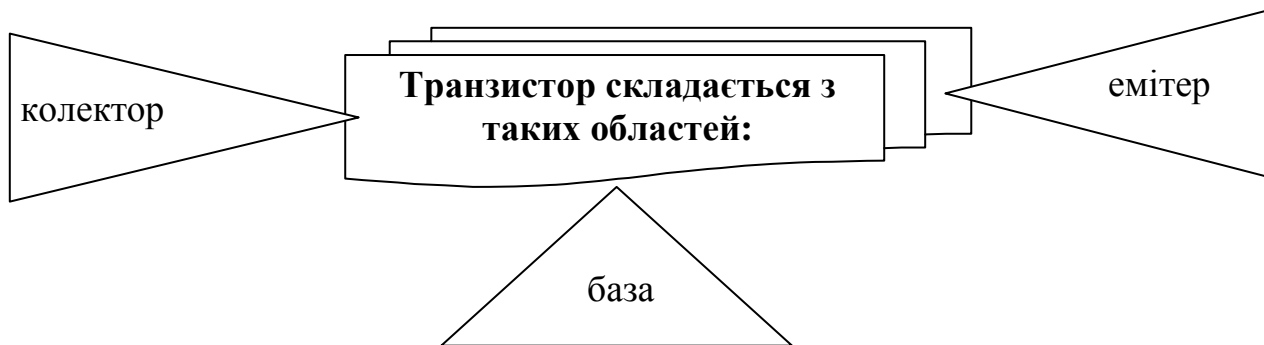 Транзистор складається з
таких областей:
колектор
емітер
база